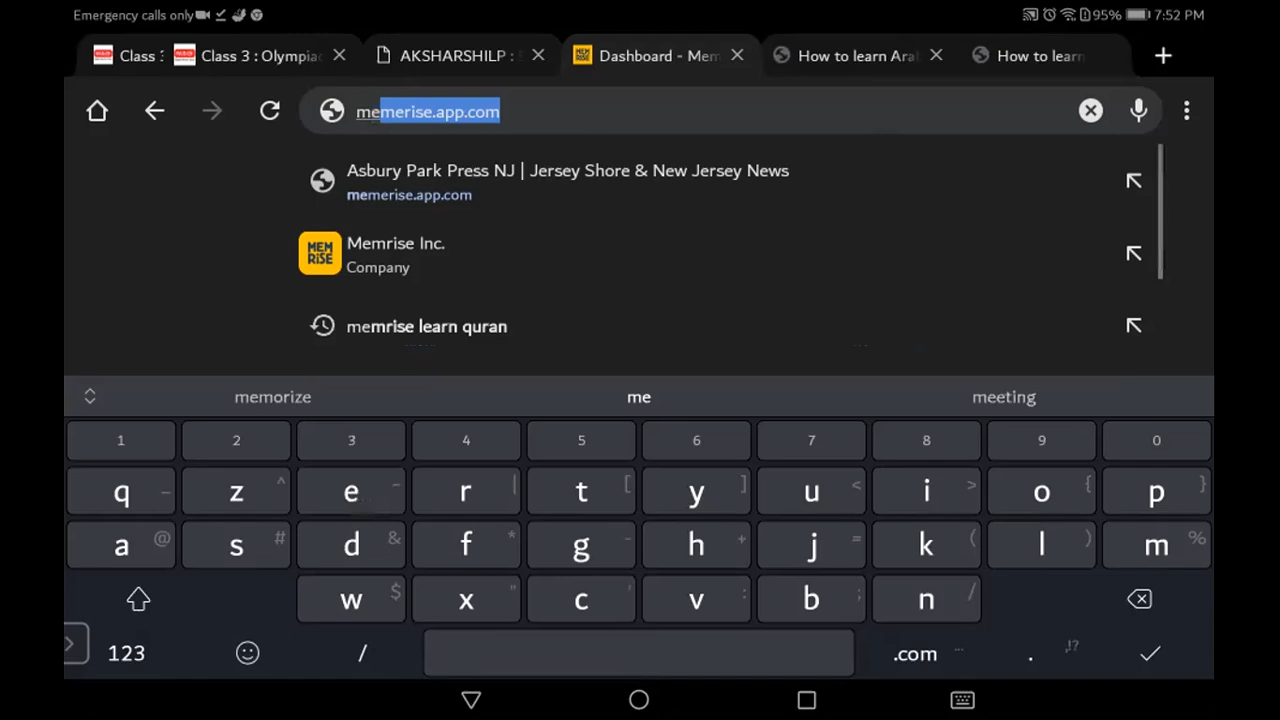 Emergency calls only 95% 7:52 PM
Class 3 Class 3 : Olympiad AKSHARSHILP : Dashboard - Mem How to learn Ara How to learn
memerise.app.com
Asbury Park Press NJ | Jersey Shore & New Jersey News
memerise.app.com
MEM RiSE
Memrise Inc.
Company
memrise learn quran
memorize me meeting
1 2 3 4 5 6 7 8 9 0
q _ z ^ e ~ r | t [ y ] u < i > o { p }
a @ s # d & f * g - h + j = k ( l ) m %
w $ x " c ' v : b ; n /
123 / .com . ,!?